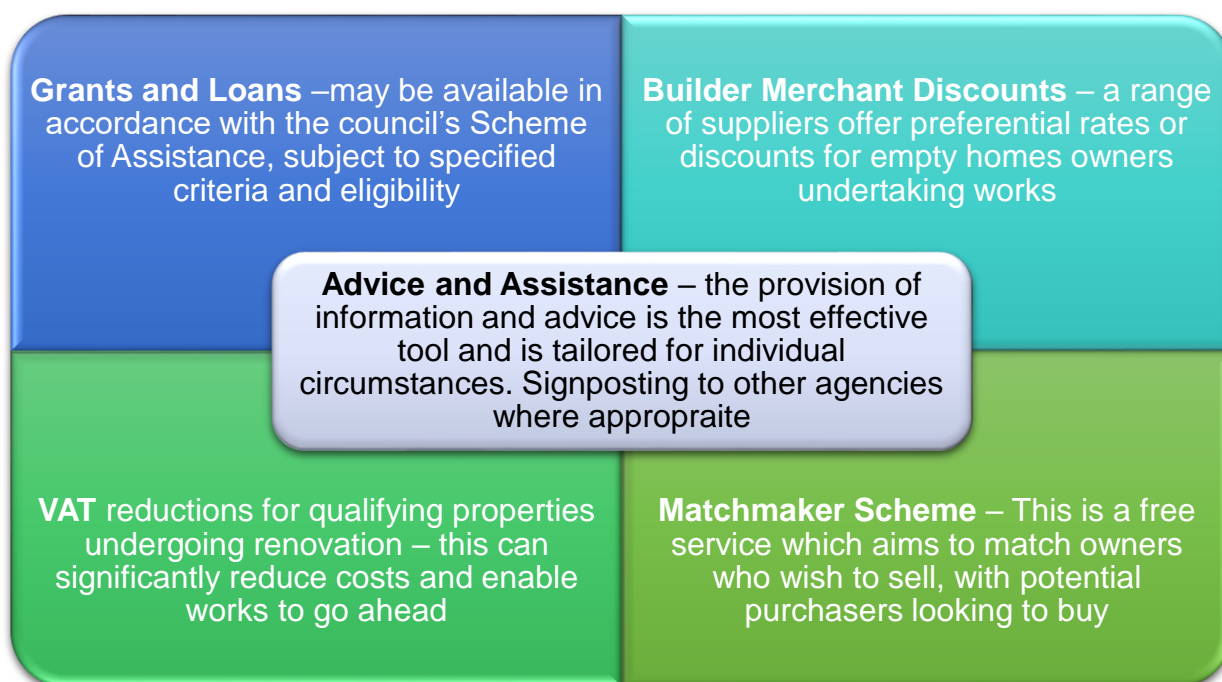 Grants and Loans –may be available in
accordance with the council's Scheme
of Assistance, subject to specified
criteria and eligibility
Builder Merchant Discounts – a range
of suppliers offer preferential rates or
discounts for empty homes owners
undertaking works
Advice and Assistance – the provision of
information and advice is the most effective
tool and is tailored for individual
circumstances. Signposting to other agencies
where appropraite
VAT reductions for qualifying properties
undergoing renovation – this can
significantly reduce costs and enable
works to go ahead
Matchmaker Scheme – This is a free
service which aims to match owners
who wish to sell, with potential
purchasers looking to buy